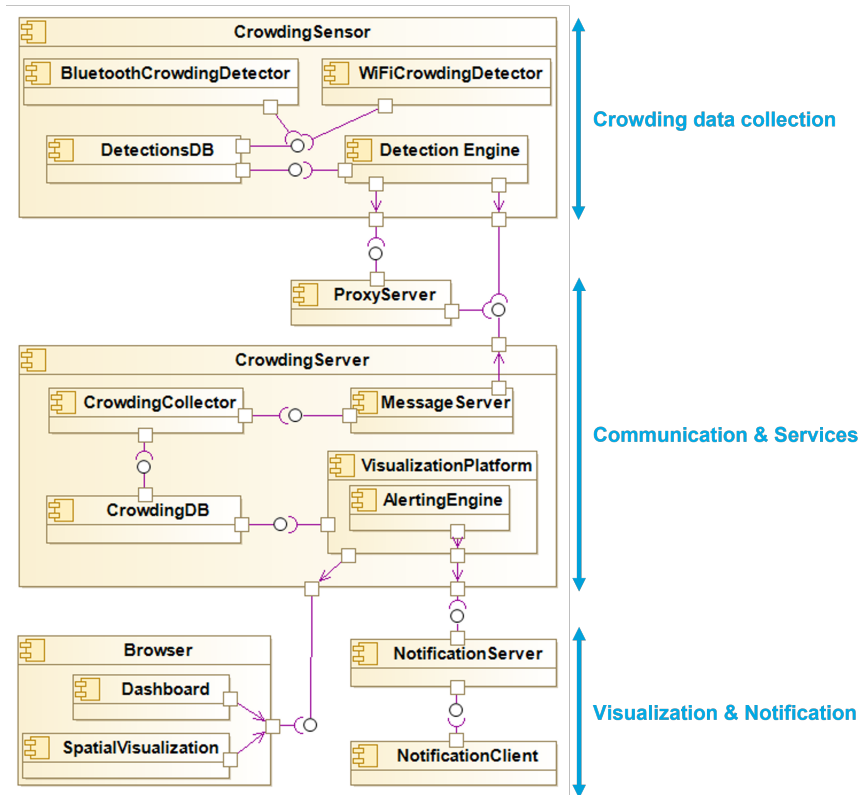 CrowdingSensor
BluetoothCrowdingDetector
WiFiCrowdingDetector
Crowding data collection
DetectionsDB
Detection Engine
ProxyServer
CrowdingServer
CrowdingCollector
MessageServer
Communication & Services
VisualizationPlatform
AlertingEngine
CrowdingDB
Browser
NotificationServer
Dashboard
Visualization & Notification
SpatialVisualization
NotificationClient